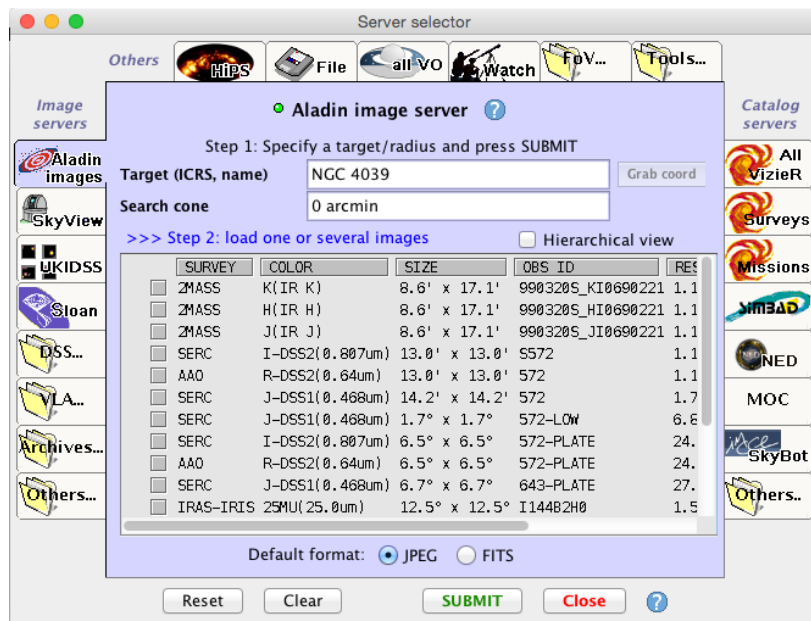 Server selector
Others HiPS File all VO Watch FoV... Tools...
Image servers
Catalog servers
Aladin images
SkyView
UKIDSS
Sloan
DSS...
VLA...
Archives...
Others...
Aladin image server ?
Step 1: Specify a target/radius and press SUBMIT
Target (ICRS, name) NGC 4039 Grab coord
Search cone 0 arcmin
>>> Step 2: load one or several images Hierarchical view
SURVEY COLOR SIZE OBS ID RES
2MASS K(IR K) 8.6' x 17.1' 990320S_KI0690221 1.1
2MASS H(IR H) 8.6' x 17.1' 990320S_HI0690221 1.1
2MASS J(IR J) 8.6' x 17.1' 990320S_JI0690221 1.1
SERC I-DSS2(0.807um) 13.0' x 13.0' S572 1.1
AAO R-DSS2(0.64um) 13.0' x 13.0' 572 1.1
SERC J-DSS1(0.468um) 14.2' x 14.2' 572 1.7
SERC J-DSS1(0.468um) 1.7° x 1.7° 572-LOW 6.8
SERC I-DSS2(0.807um) 6.5° x 6.5° 572-PLATE 24.
AAO R-DSS2(0.64um) 6.5° x 6.5° 572-PLATE 24.
SERC J-DSS1(0.468um) 6.7° x 6.7° 643-PLATE 27.
IRAS-IRIS 25MU(25.0um) 12.5° x 12.5° I144B2H0 1.5
Default format: JPEG FITS
All VizieR
Surveys
Missions
SIMBAD
NED
MOC
SkyBot
Others..
Reset Clear SUBMIT Close ?